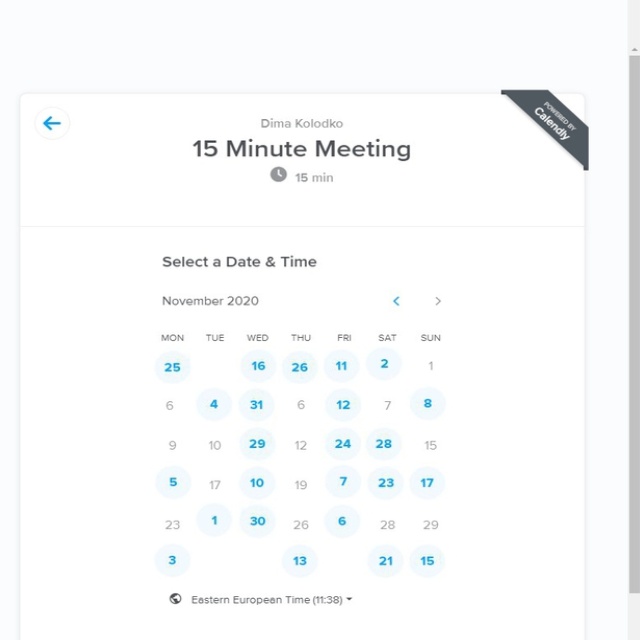 POWERED BY
Calendly
Dima Kolodko
15 Minute Meeting
15 min
Select a Date & Time
November 2020
MON TUE WED THU FRI SAT SUN
25 16 26 11 2 1
6 4 31 6 12 7 8
9 10 29 12 24 28 15
5 17 10 19 7 23 17
23 1 30 26 6 28 29
3 13 21 15
Eastern European Time (11:38)